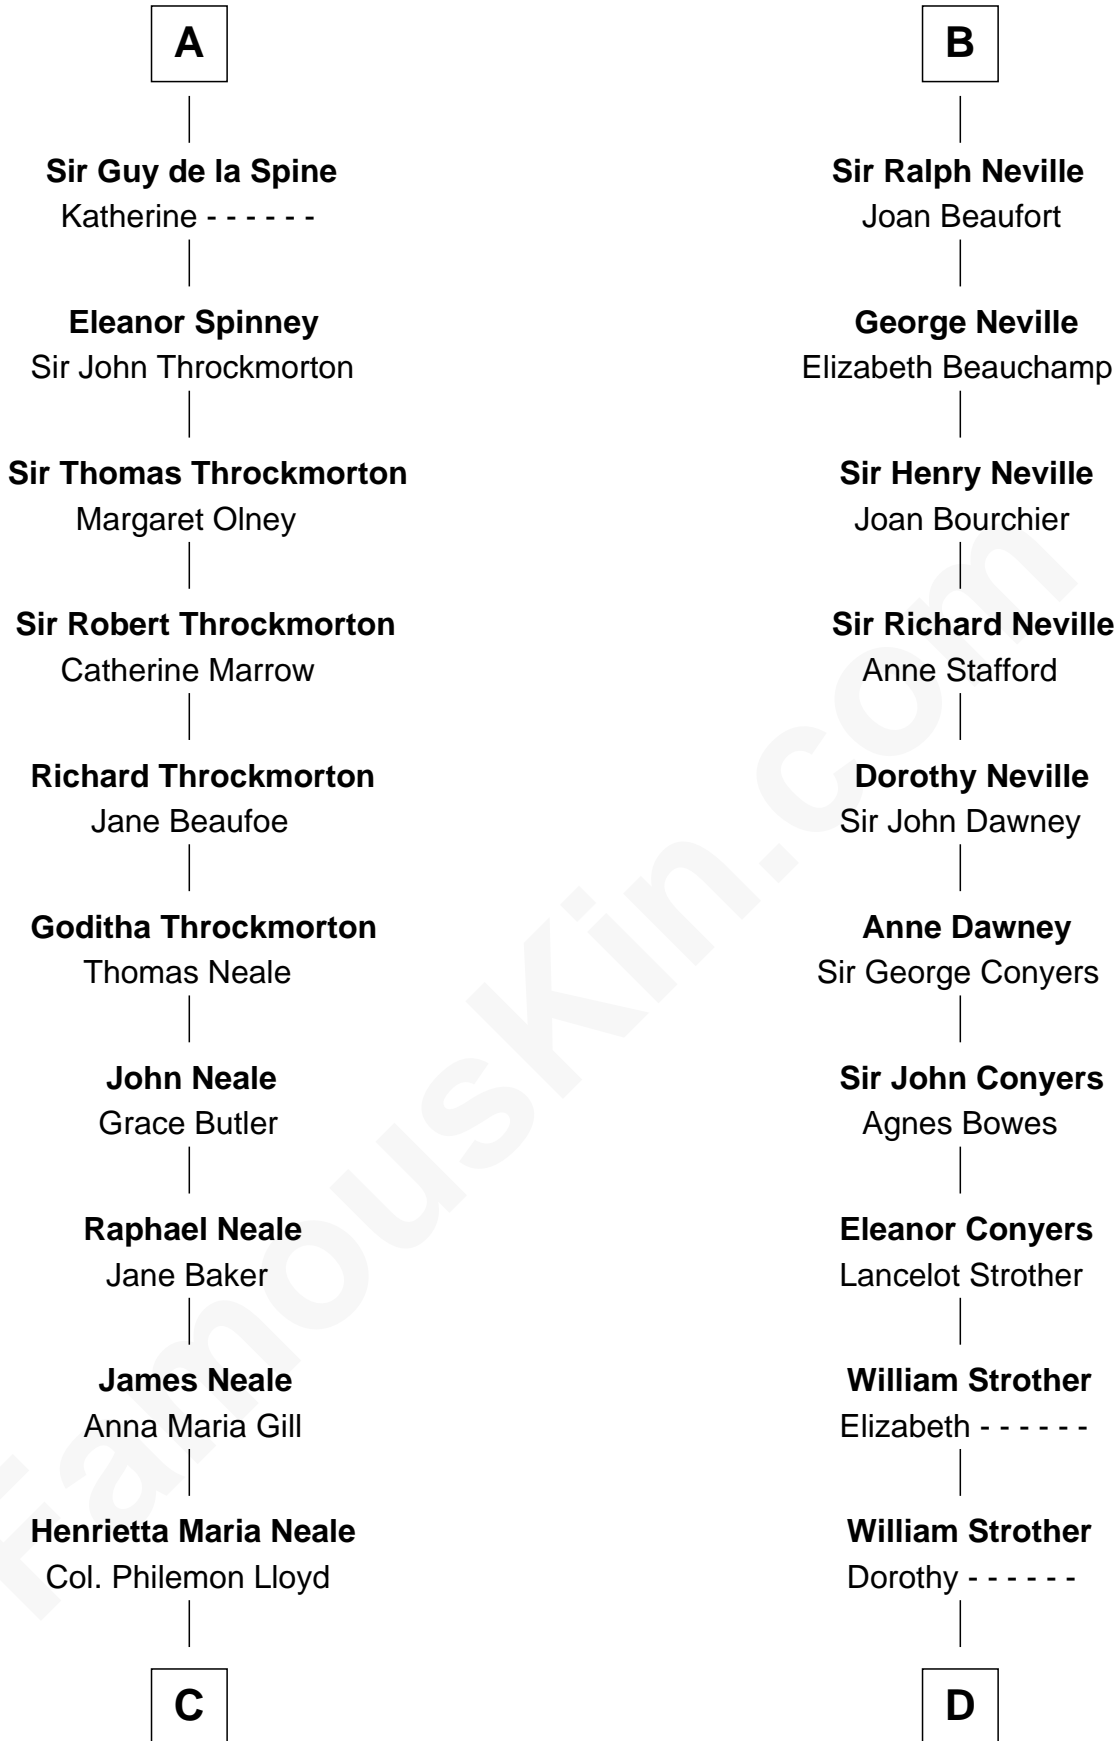 A
Sir Guy de la Spine
Katherine - - - - - -
Eleanor Spinney
Sir John Throckmorton
Sir Thomas Throckmorton
Margaret Olney
Sir Robert Throckmorton
Catherine Marrow
Richard Throckmorton
Jane Beaufoe
Goditha Throckmorton
Thomas Neale
John Neale
Grace Butler
Raphael Neale
Jane Baker
James Neale
Anna Maria Gill
Henrietta Maria Neale
Col. Philemon Lloyd
C
B
Sir Ralph Neville
Joan Beaufort
George Neville
Elizabeth Beauchamp
Sir Henry Neville
Joan Bourchier
Sir Richard Neville
Anne Stafford
Dorothy Neville
Sir John Dawney
Anne Dawney
Sir George Conyers
Sir John Conyers
Agnes Bowes
Eleanor Conyers
Lancelot Strother
William Strother
Elizabeth - - - - - -
William Strother
Dorothy - - - - - -
D
FamousKin.com